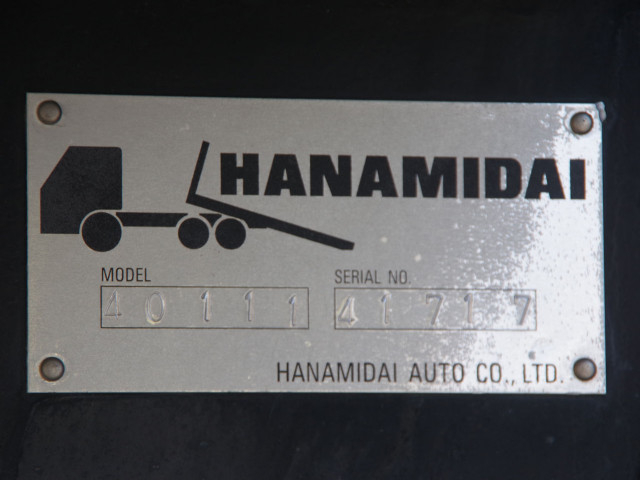 HANAMIDAI
MODEL SERIAL NO.
40111 41717
HANAMIDAI AUTO CO., LTD.